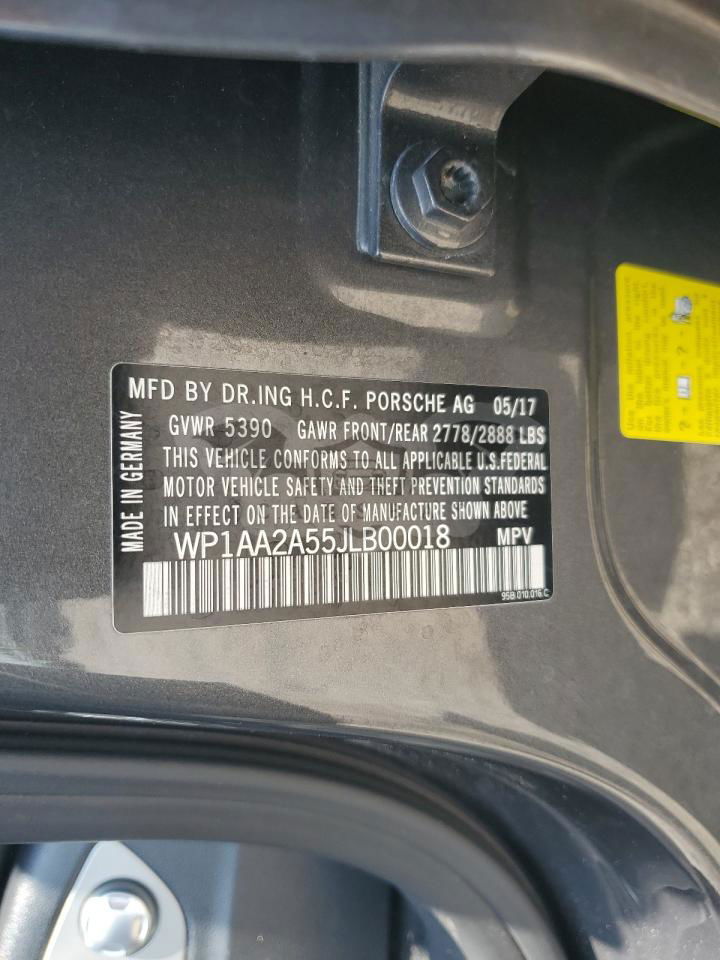 MFD BY DR.ING H.C.F. PORSCHE AG 05/17
GVWR 5390 GAWR FRONT/REAR 2778/2888 LBS
THIS VEHICLE CONFORMS TO ALL APPLICABLE U.S.FEDERAL
MOTOR VEHICLE SAFETY AND THEFT PREVENTION STANDARDS
IN EFFECT ON THE DATE OF MANUFACTURE SHOWN ABOVE
WP1AA2A55JLB00018 MPV
95B.010.016.C
MADE IN GERMANY